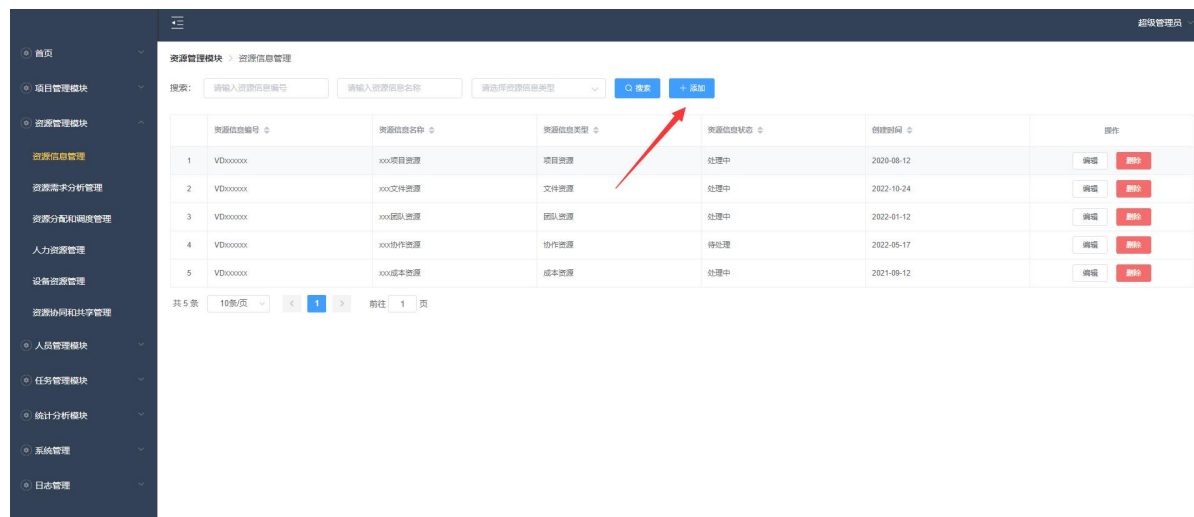 超级管理员
首页
项目管理模块
资源管理模块
资源信息管理
资源需求分析管理
资源分配和调度管理
人力资源管理
设备资源管理
资源协同和共享管理
人员管理模块
任务管理模块
统计分析模块
系统管理
日志管理
资源管理模块 > 资源信息管理
搜索: 请输入资源信息编号 请输入资源信息名称 请选择资源信息类型 搜索 + 添加
资源信息编号 资源信息名称 资源信息类型 资源信息状态 创建时间 操作
1 VDxxxxxx xxx项目资源 项目资源 处理中 2020-08-12 编辑 删除
2 VDxxxxxx xxx文件资源 文件资源 处理中 2022-10-24 编辑 删除
3 VDxxxxxx xxx团队资源 团队资源 处理中 2022-01-12 编辑 删除
4 VDxxxxxx xxx协作资源 协作资源 待处理 2022-05-17 编辑 删除
5 VDxxxxxx xxx成本资源 成本资源 处理中 2021-09-12 编辑 删除
共 5 条 10条/页 < 1 > 前往 1 页